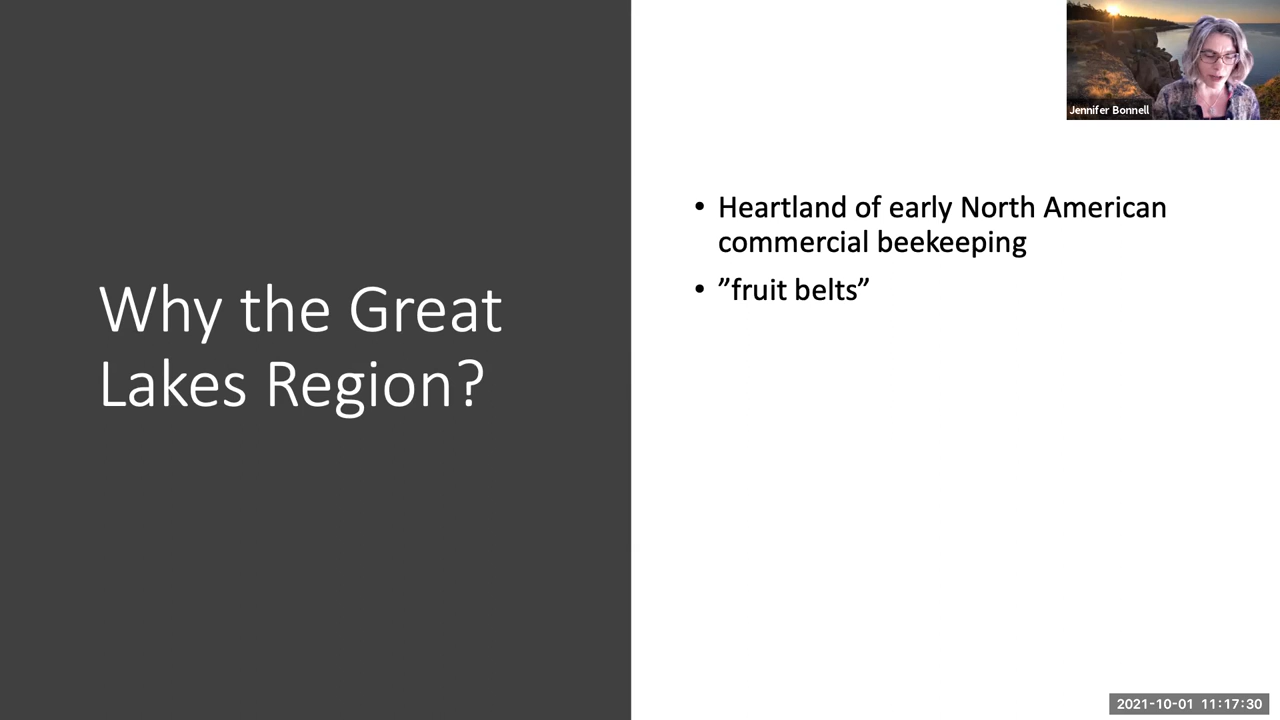 Jennifer Bonnell
Why the Great
Lakes Region?
• Heartland of early North American
commercial beekeeping
• ”fruit belts”
2021-10-01 11:17:30